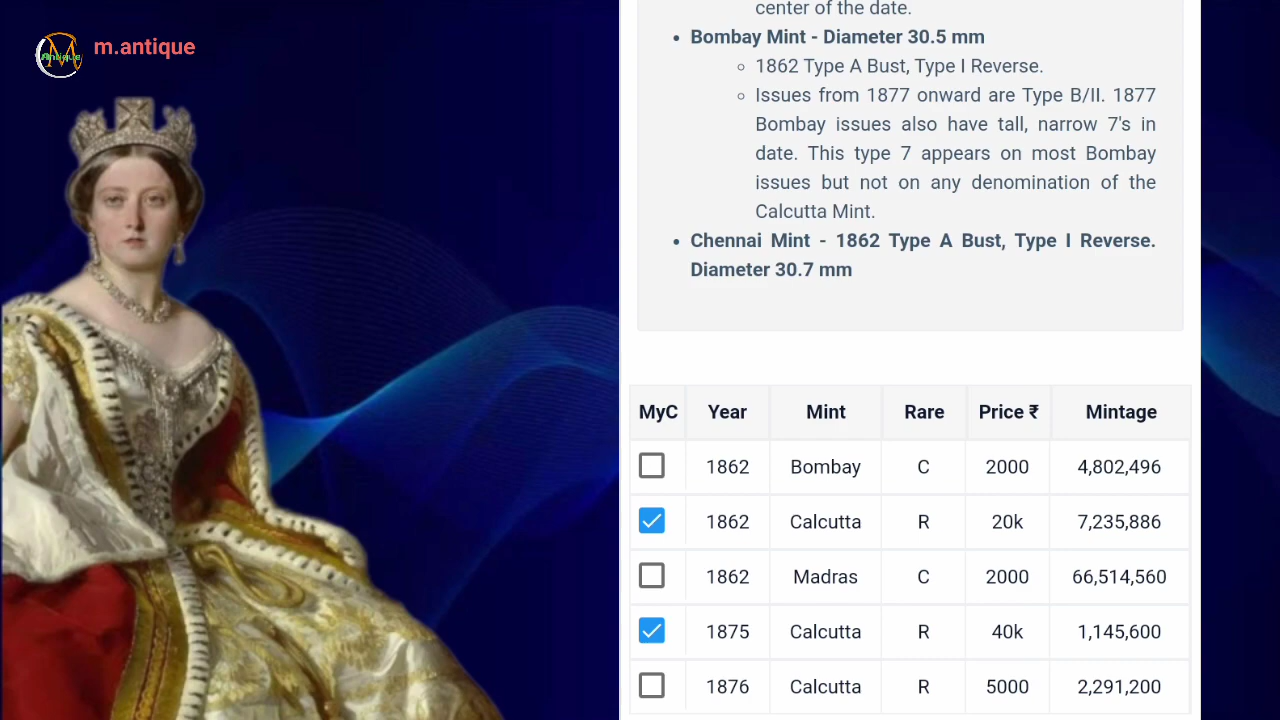 Antique
m.antique
center of the date.
• Bombay Mint - Diameter 30.5 mm
◦ 1862 Type A Bust, Type I Reverse.
◦ Issues from 1877 onward are Type B/II. 1877
Bombay issues also have tall, narrow 7's in
date. This type 7 appears on most Bombay
issues but not on any denomination of the
Calcutta Mint.
• Chennai Mint - 1862 Type A Bust, Type I Reverse.
Diameter 30.7 mm
MyC Year Mint Rare Price ₹ Mintage
1862 Bombay C 2000 4,802,496
1862 Calcutta R 20k 7,235,886
1862 Madras C 2000 66,514,560
1875 Calcutta R 40k 1,145,600
1876 Calcutta R 5000 2,291,200